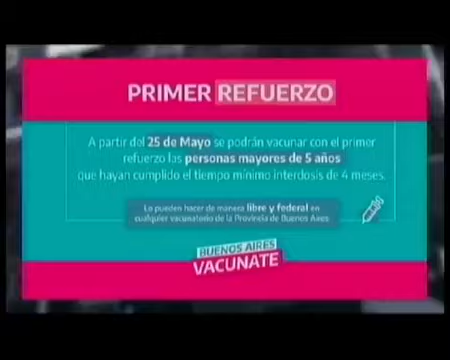 PRIMER REFUERZO
A partir del 25 de Mayo se podrán vacunar con el primer
refuerzo las personas mayores de 5 años
que hayan cumplido el tiempo mínimo interdosis de 4 meses.
Lo pueden hacer de manera libre y federal en
cualquier vacunatorio de la Provincia de Buenos Aires
BUENOS AIRES
VACUNATE